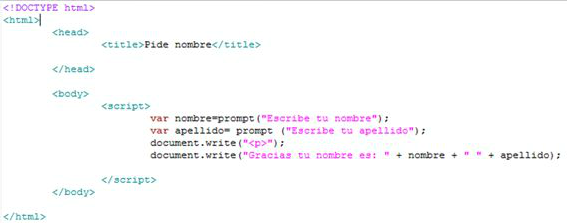 <!DOCTYPE html>
<html>
<head>
<title>Pide nombre</title>
</head>
<body>
<script>
var nombre=prompt("Escribe tu nombre");
var apellido= prompt ("Escribe tu apellido");
document.write("<p>");
document.write("Gracias tu nombre es: " + nombre + " " + apellido);
</script>
</body>
</html>